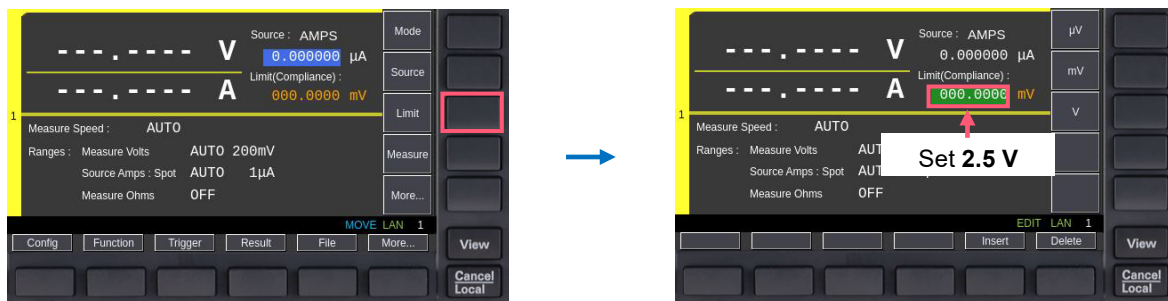 Source : AMPS
Mode
---.---- V
0.000000 µA
Limit(Compliance) :
Source
---.---- A
000.0000 mV
Limit
1
Measure Speed : AUTO
Ranges : Measure Volts AUTO 200mV
Measure
Source Amps : Spot AUTO 1µA
Measure Ohms OFF
More...
MOVE LAN 1
Config Function Trigger Result File More...
View
Cancel
Local
Source : AMPS
µV
---.---- V
0.000000 µA
Limit(Compliance) :
mV
---.---- A
000.0000 mV
V
1
Measure Speed : AUTO
Ranges : Measure Volts AUT
Set 2.5 V
Source Amps : Spot AUT
Measure Ohms OFF
EDIT LAN 1
Insert Delete
View
Cancel
Local